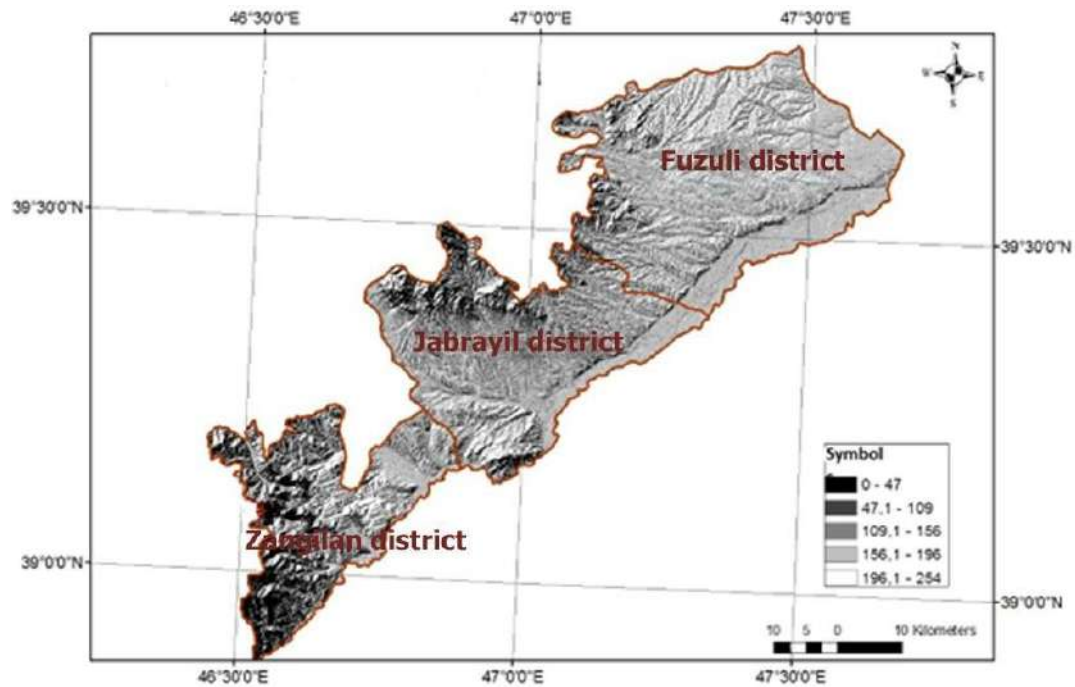 46°30'0"E
47°0'0"E
47°30'0"E
N
W E
S
Fuzuli district
39°30'0"N
39°30'0"N
Jabrayil district
Symbol
0 - 47
47,1 - 109
109,1 - 156
156,1 - 196
196,1 - 254
Zangilan district
39°0'0"N
39°0'0"N
10 5 0 10 Kilometers
46°30'0"E
47°0'0"E
47°30'0"E